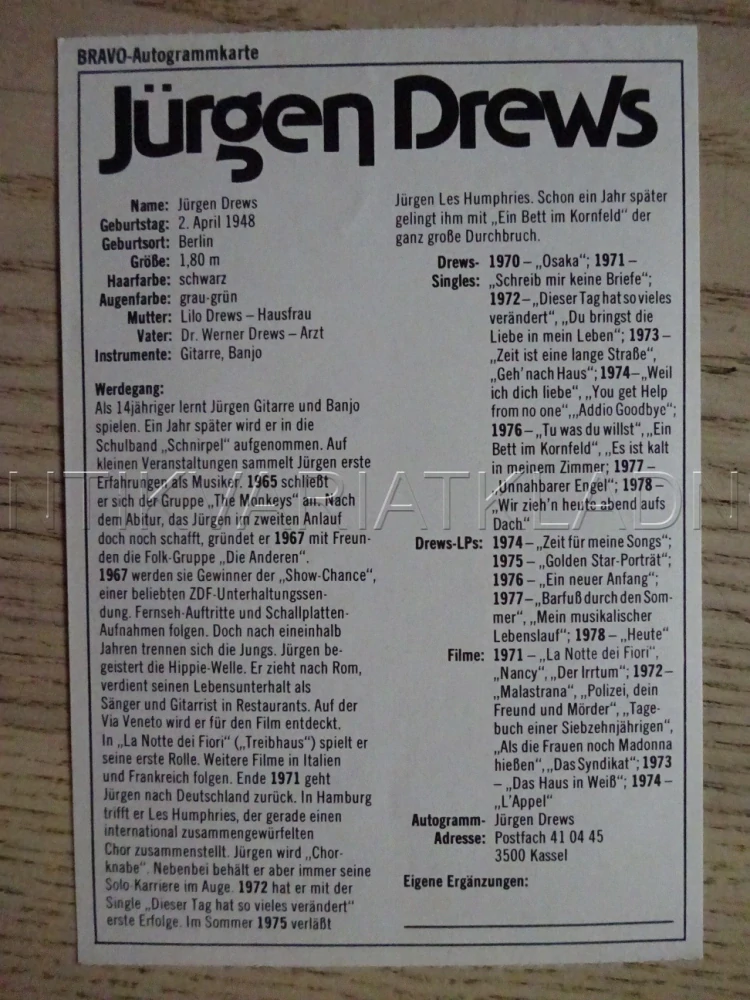 BRAVO-Autogrammkarte
Jürgen Drews
Name: Jürgen Drews
Geburtstag: 2. April 1948
Geburtsort: Berlin
Größe: 1,80 m
Haarfarbe: schwarz
Augenfarbe: grau-grün
Mutter: Lilo Drews – Hausfrau
Vater: Dr. Werner Drews – Arzt
Instrumente: Gitarre, Banjo
Werdegang:
Als 14jähriger lernt Jürgen Gitarre und Banjo
spielen. Ein Jahr später wird er in die
Schulband „Schnirpel“ aufgenommen. Auf
kleinen Veranstaltungen sammelt Jürgen erste
Erfahrungen als Musiker. 1965 schließt
er sich der Gruppe „The Monkeys“ an. Nach
dem Abitur, das Jürgen im zweiten Anlauf
doch noch schafft, gründet er 1967 mit Freun-
den die Folk-Gruppe „Die Anderen“.
1967 werden sie Gewinner der „Show-Chance“,
einer beliebten ZDF-Unterhaltungssen-
dung. Fernseh-Auftritte und Schallplatten-
Aufnahmen folgen. Doch nach eineinhalb
Jahren trennen sich die Jungs. Jürgen be-
geistert die Hippie-Welle. Er zieht nach Rom,
verdient seinen Lebensunterhalt als
Sänger und Gitarrist in Restaurants. Auf der
Via Veneto wird er für den Film entdeckt.
In „La Notte dei Fiori“ („Treibhaus“) spielt er
seine erste Rolle. Weitere Filme in Italien
und Frankreich folgen. Ende 1971 geht
Jürgen nach Deutschland zurück. In Hamburg
trifft er Les Humphries, der gerade einen
international zusammengewürfelten
Chor zusammenstellt. Jürgen wird „Chor-
knabe“. Nebenbei behält er aber immer seine
Solo-Karriere im Auge. 1972 hat er mit der
Single „Dieser Tag hat so vieles verändert“
erste Erfolge. Im Sommer 1975 verläßt
Jürgen Les Humphries. Schon ein Jahr später
gelingt ihm mit „Ein Bett im Kornfeld“ der
ganz große Durchbruch.
Drews- 1970 – „Osaka“; 1971 –
Singles: „Schreib mir keine Briefe“;
1972 – „Dieser Tag hat so vieles
verändert“, „Du bringst die
Liebe in mein Leben“; 1973 –
„Zeit ist eine lange Straße“,
„Geh’ nach Haus“; 1974 – „Weil
ich dich liebe“, „You get Help
from no one“, „Addio Goodbye“;
1976 – „Tu was du willst“, „Ein
Bett im Kornfeld“, „Es ist kalt
in meinem Zimmer; 1977 –
„Unnahbarer Engel“; 1978 –
„Wir zieh’n heute abend aufs
Dach“
Drews-LPs: 1974 – „Zeit für meine Songs“;
1975 – „Golden Star-Porträt“;
1976 – „Ein neuer Anfang“;
1977 – „Barfuß durch den Som-
mer“, „Mein musikalischer
Lebenslauf“; 1978 – „Heute“
Filme: 1971 – „La Notte dei Fiori“,
„Nancy“, „Der Irrtum“; 1972 –
„Malastrana“, „Polizei, dein
Freund und Mörder“, „Tage-
buch einer Siebzehnjährigen“,
„Als die Frauen noch Madonna
hießen“, „Das Syndikat“; 1973
– „Das Haus in Weiß“; 1974 –
„L’Appel“
Autogramm- Jürgen Drews
Adresse: Postfach 41 04 45
3500 Kassel
Eigene Ergänzungen:
NTIKVARIATKLADN